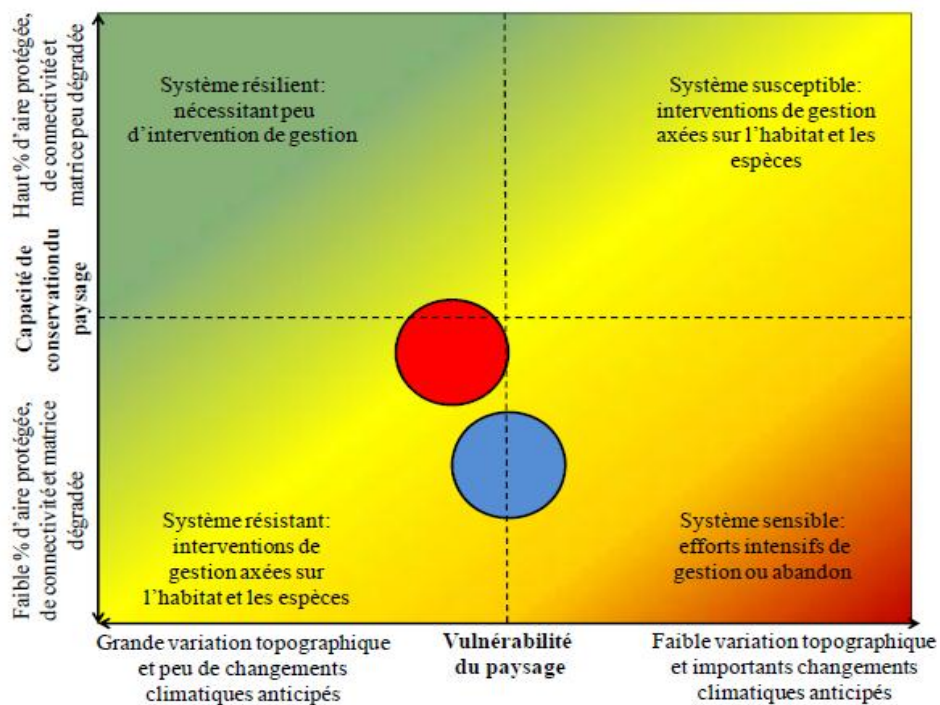 Haut % d'aire protégée,
de connectivité et
matrice peu dégradée
Capacité de
conservation du
paysage
Faible % d'aire protégée,
de connectivité et matrice
dégradée
Système résilient:
nécessitant peu
d'intervention de gestion
Système susceptible:
interventions de gestion
axées sur l'habitat et les
espèces
Système résistant:
interventions de
gestion axées sur
l'habitat et les espèces
Système sensible:
efforts intensifs de
gestion ou abandon
Grande variation topographique
et peu de changements
climatiques anticipés
Vulnérabilité
du paysage
Faible variation topographique
et importants changements
climatiques anticipés